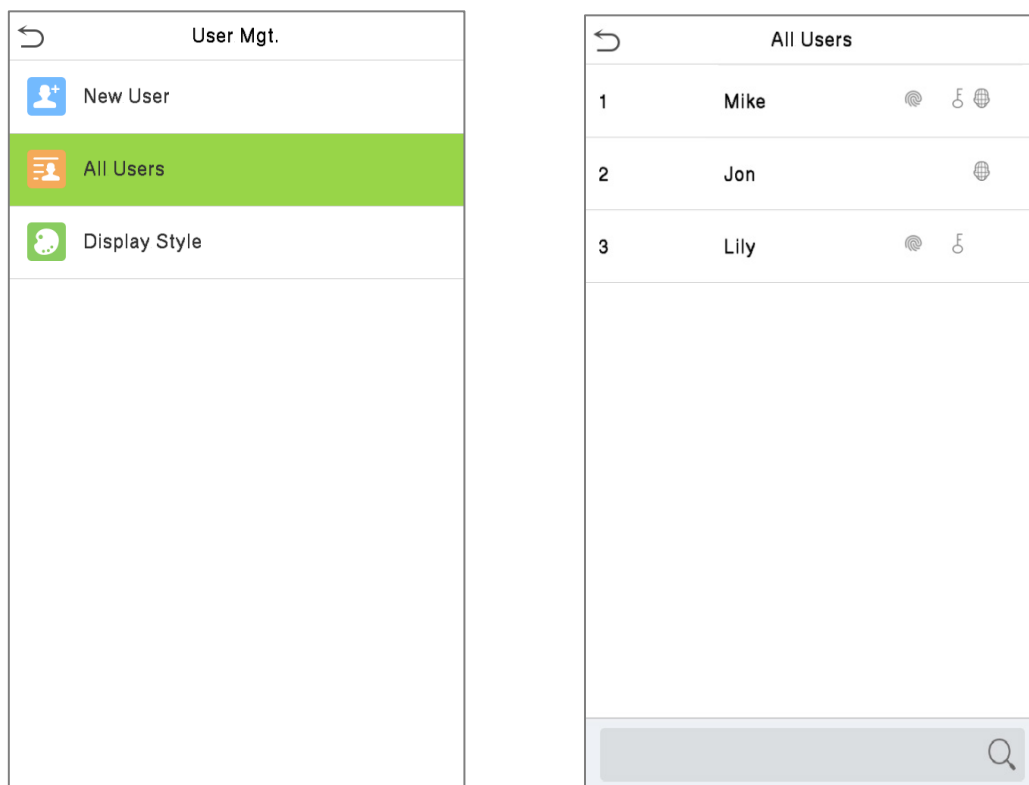 User Mgt.
New User
All Users
Display Style
All Users
1 Mike
2 Jon
3 Lily